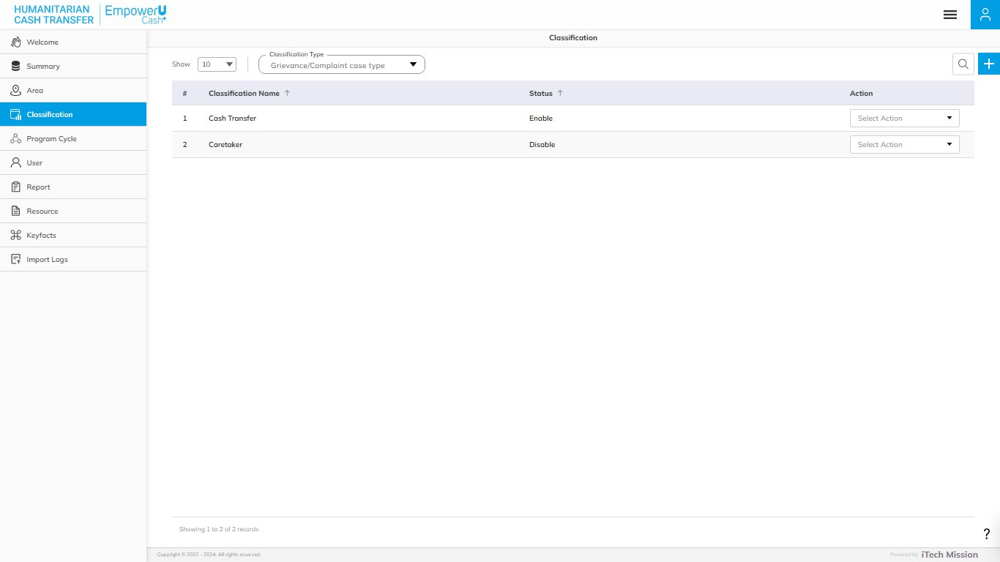 HUMANITARIAN
CASH TRANSFER
EmpowerU
Cash+
Welcome
Summary
Area
Classification
Program Cycle
User
Report
Resource
Keyfacts
Import Logs
Classification
Show 10
Classification Type
Grievance/Complaint case type
# Classification Name Status Action
1 Cash Transfer Enable Select Action
2 Caretaker Disable Select Action
Showing 1 to 2 of 2 records
?
Copyright © 2022 - 2024. All rights reserved. Powered by iTech Mission